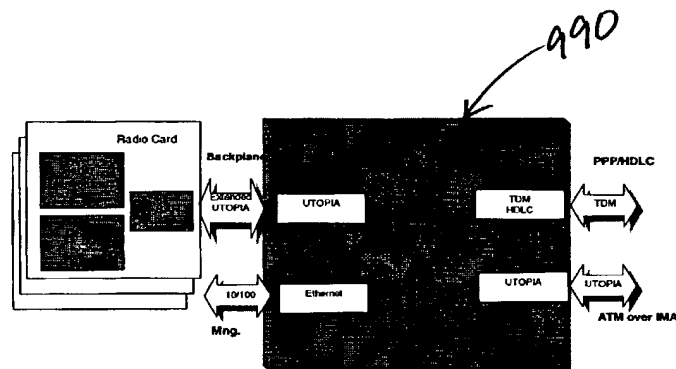 990
Radio Card
Backplane
PPP/HDLC
Extended
UTOPIA
UTOPIA
TDM
HDLC
TDM
10/100
Ethernet
UTOPIA
UTOPIA
Mng.
ATM over IMA